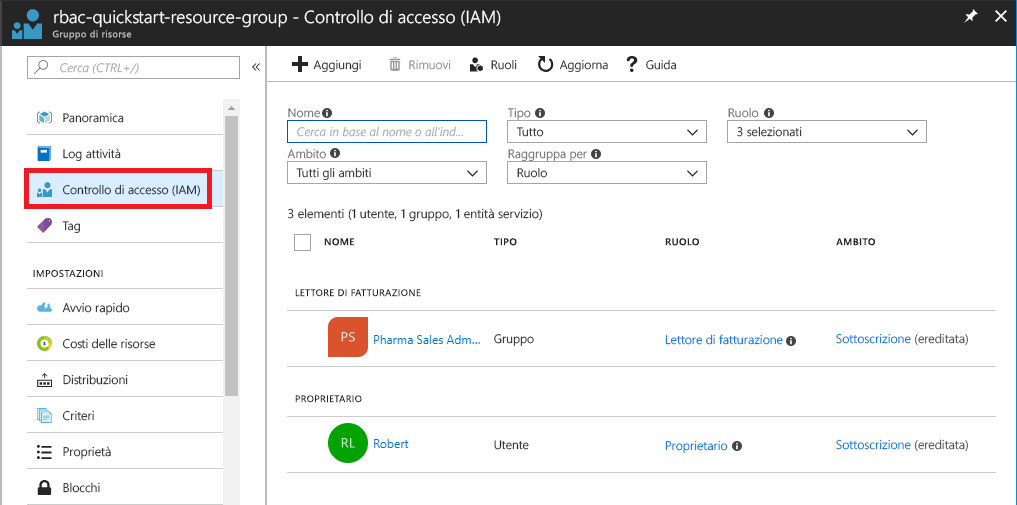 rbac-quickstart-resource-group - Controllo di accesso (IAM)
Gruppo di risorse
Cerca (CTRL+/)
«
Panoramica
Log attività
Controllo di accesso (IAM)
Tag
IMPOSTAZIONI
Avvio rapido
Costi delle risorse
Distribuzioni
Criteri
Proprietà
Blocchi
Aggiungi Rimuovi Ruoli Aggiorna Guida
Nome Tipo Ruolo
Cerca in base al nome o all'ind... Tutto 3 selezionati
Ambito Raggruppa per
Tutti gli ambiti Ruolo
3 elementi (1 utente, 1 gruppo, 1 entità servizio)
NOME TIPO RUOLO AMBITO
LETTORE DI FATTURAZIONE
PS Pharma Sales Adm... Gruppo Lettore di fatturazione Sottoscrizione (ereditata)
PROPRIETARIO
RL Robert Utente Proprietario Sottoscrizione (ereditata)